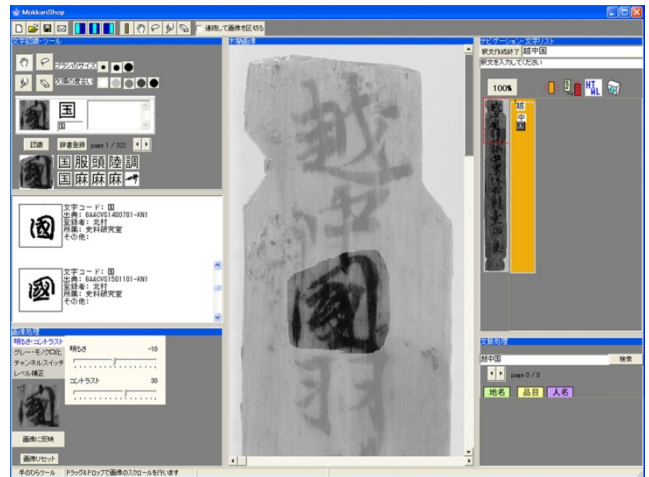 MokkanShop
連続して画像を区切る
文字認識・ツール
ブラシのサイズ
国
国
認識
辞書登録
page 1 / 322
国服頭陸調
国麻麻麻
文字コード: 国
出典: 6AACVS1400701-KN1
登録者: 北村
所属: 史料研究室
その他:
文字コード: 国
出典: 6AACVS1501101-KN1
登録者: 北村
所属: 史料研究室
その他:
画像処理
明るさ・コントラスト
グレー・モノクロ化
チャンネルスイッチ
レベル補正
明るさ -10
コントラスト 30
画像に反映
画像リセット
手のひらツール
ドラッグ&ドロップで画像のスクロールを行います
木簡画像
越
中
國
羽
ナビゲーション・文字リスト
釈文作成終了 越中国
釈文を入力してください
100%
HTML
越
中
国
文脈処理
越中国
検索
page 0 / 0
地名 品目 人名